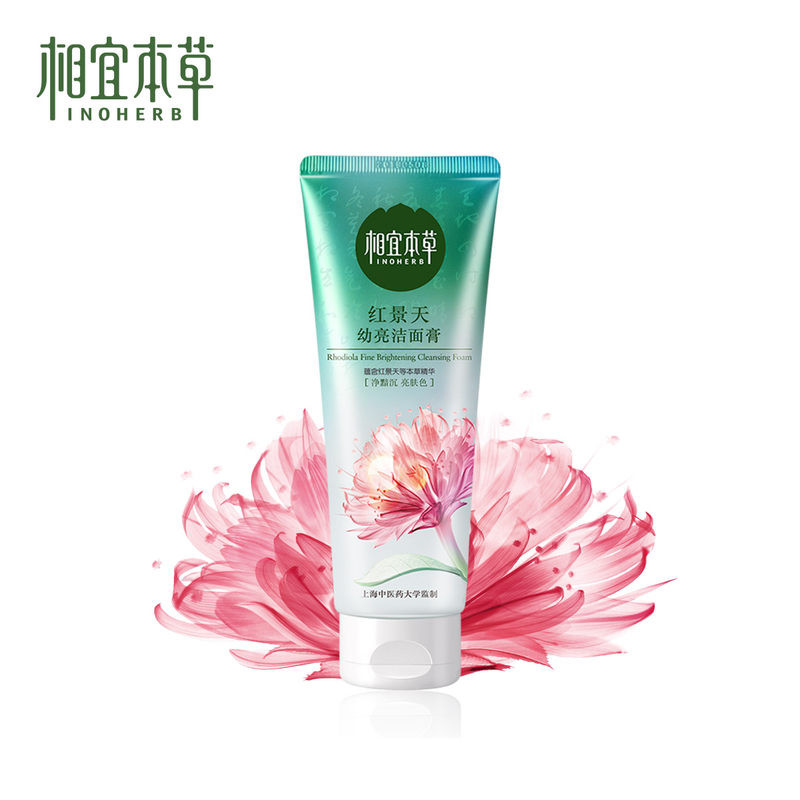 相宜本草
INOHERB
相宜本草
INOHERB
红景天
幼亮洁面膏
Rhodiola Fine Brightening Cleansing Foam
蕴含红景天等本草精华
[ 净黯沉 亮肤色 ]
上海中医药大学监制